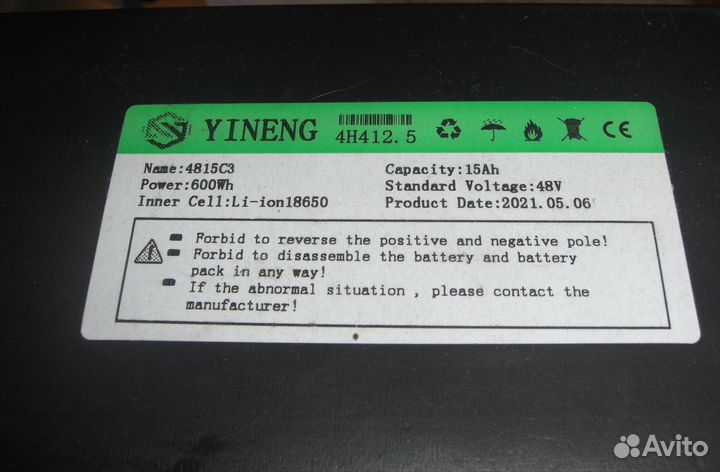 YINENG 4H412.5 CE
Name:4815C3 Capacity:15Ah
Power:600Wh Standard Voltage:48V
Inner Cell:Li-ion18650 Product Date:2021.05.06
Forbid to reverse the positive and negative pole!
Forbid to disassemble the battery and battery
pack in any way!
If the abnormal situation , please contact the
manufacturer!
Avito